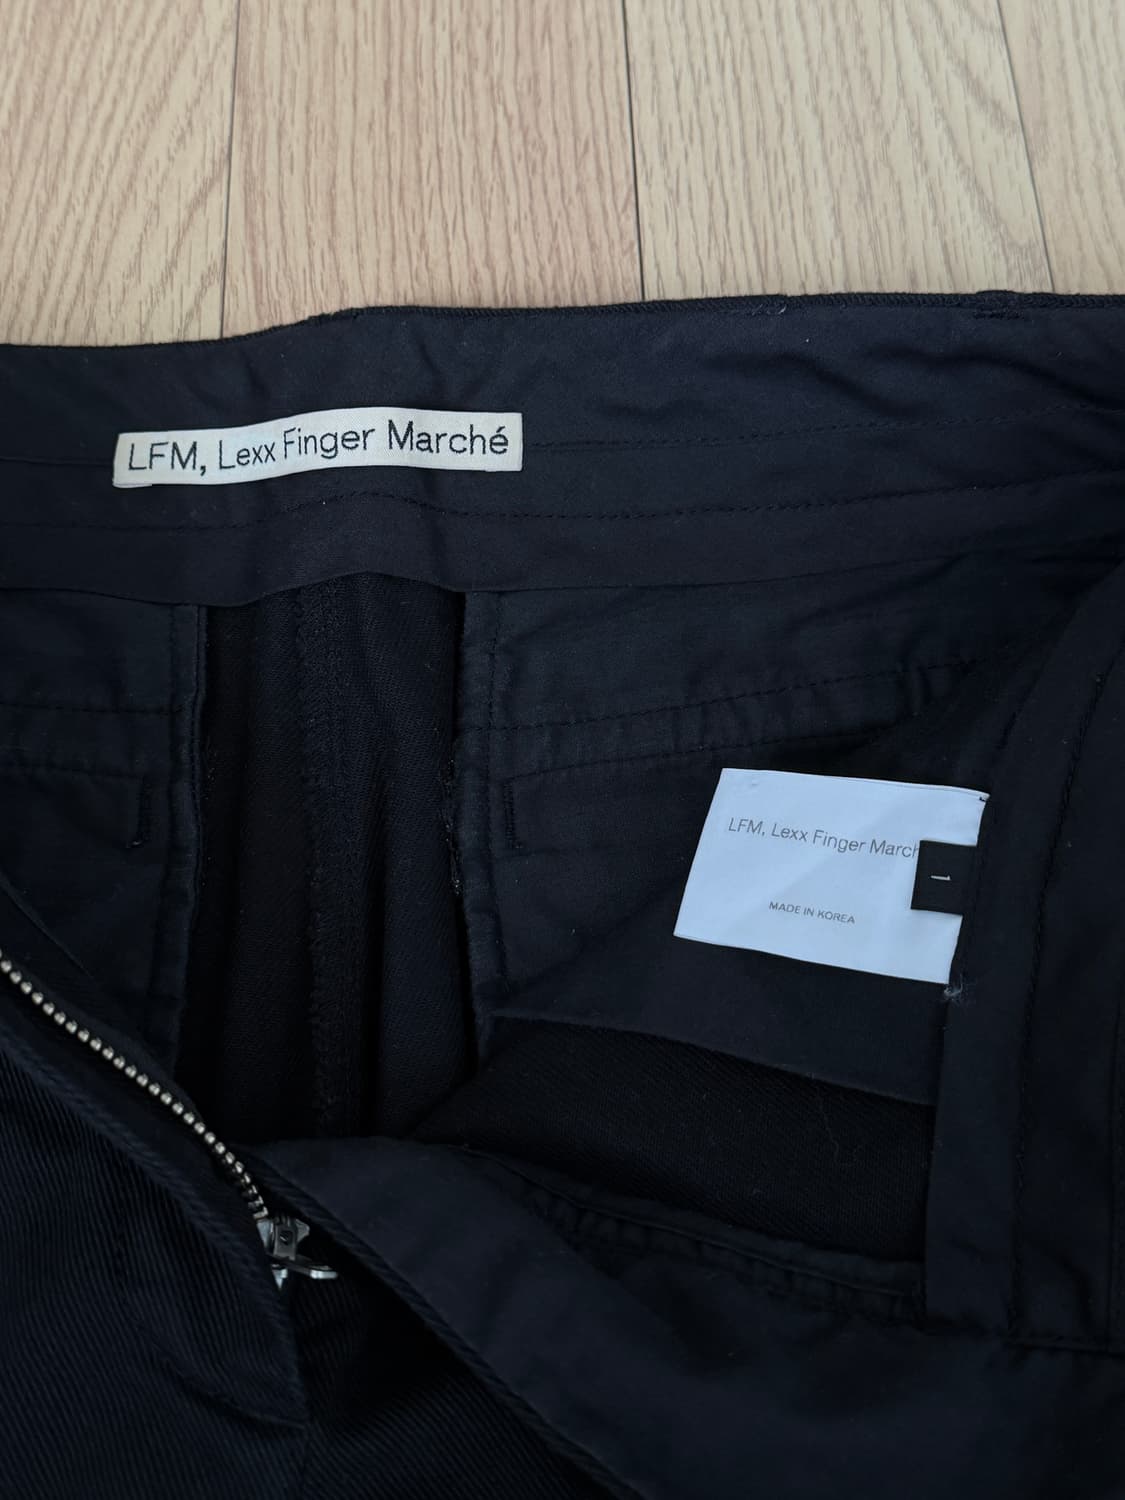 LFM, Lexx Finger Marché
LFM, Lexx Finger March
1
MADE IN KOREA